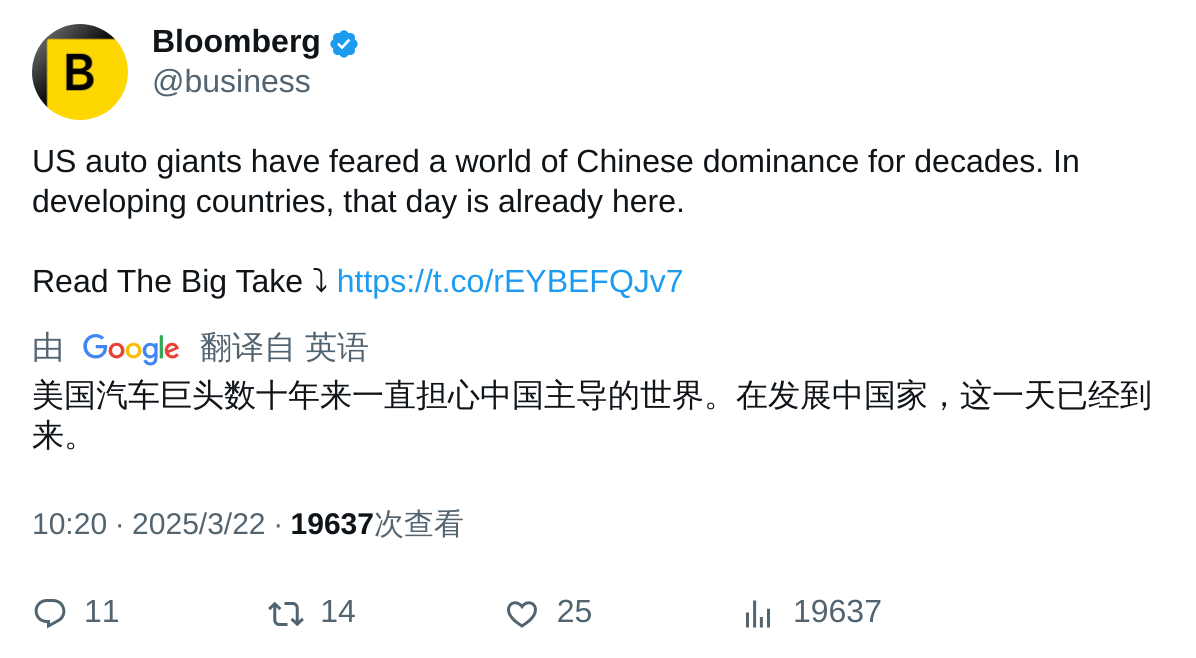 B
Bloomberg
@business
US auto giants have feared a world of Chinese dominance for decades. In
developing countries, that day is already here.
Read The Big Take ⤵ https://t.co/rEYBEFQJv7
由 Google 翻译自 英语
美国汽车巨头数十年来一直担心中国主导的世界。在发展中国家，这一天已经到
来。
10:20 · 2025/3/22 · 19637次查看
11 14 25 19637